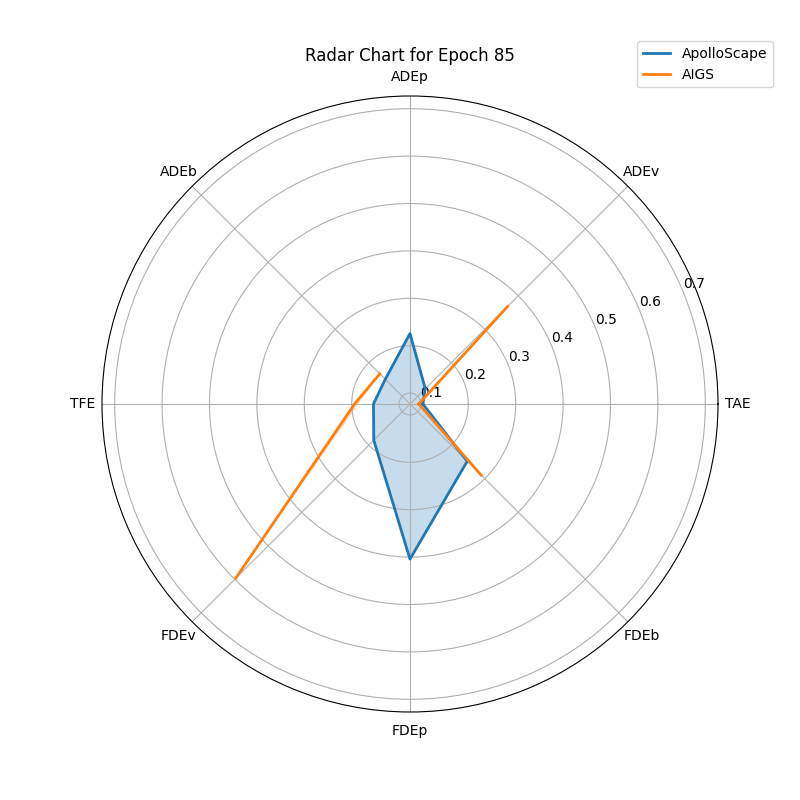 Radar Chart for Epoch 85
ApolloScape
AIGS
ADEp
ADEb
ADEv
0.7
0.6
0.5
0.4
0.3
0.2
0.1
TFE
TAE
FDEv
FDEb
FDEp